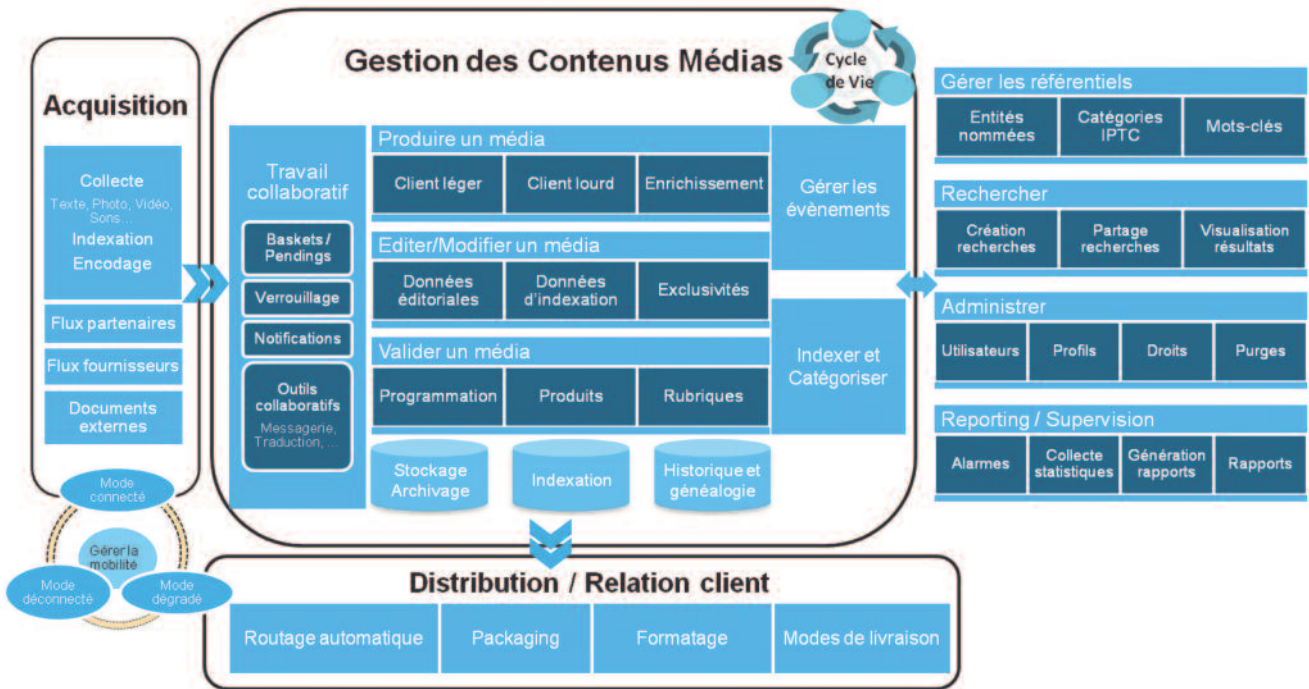 Gestion des Contenus Médias
Cycle
de Vie
Acquisition
Collecte
Texte, Photo, Vidéo,
Sons...
Indexation
Encodage
Flux partenaires
Flux fournisseurs
Documents
externes
Mode
connecté
Gérer la
mobilité
Mode
déconnecté
Mode
dégradé
Travail
collaboratif
Baskets /
Pendings
Verrouillage
Notifications
Outils
collaboratifs
Messagerie,
Traduction, ...
Produire un média
Client léger
Client lourd
Enrichissement
Editer/Modifier un média
Données
éditoriales
Données
d'indexation
Exclusivités
Valider un média
Programmation
Produits
Rubriques
Stockage
Archivage
Indexation
Historique et
généalogie
Gérer les
évènements
Indexer et
Catégoriser
Gérer les référentiels
Entités
nommées
Catégories
IPTC
Mots-clés
Rechercher
Création
recherches
Partage
recherches
Visualisation
résultats
Administrer
Utilisateurs
Profils
Droits
Purges
Reporting / Supervision
Alarmes
Collecte
statistiques
Génération
rapports
Rapports
Distribution / Relation client
Routage automatique
Packaging
Formatage
Modes de livraison